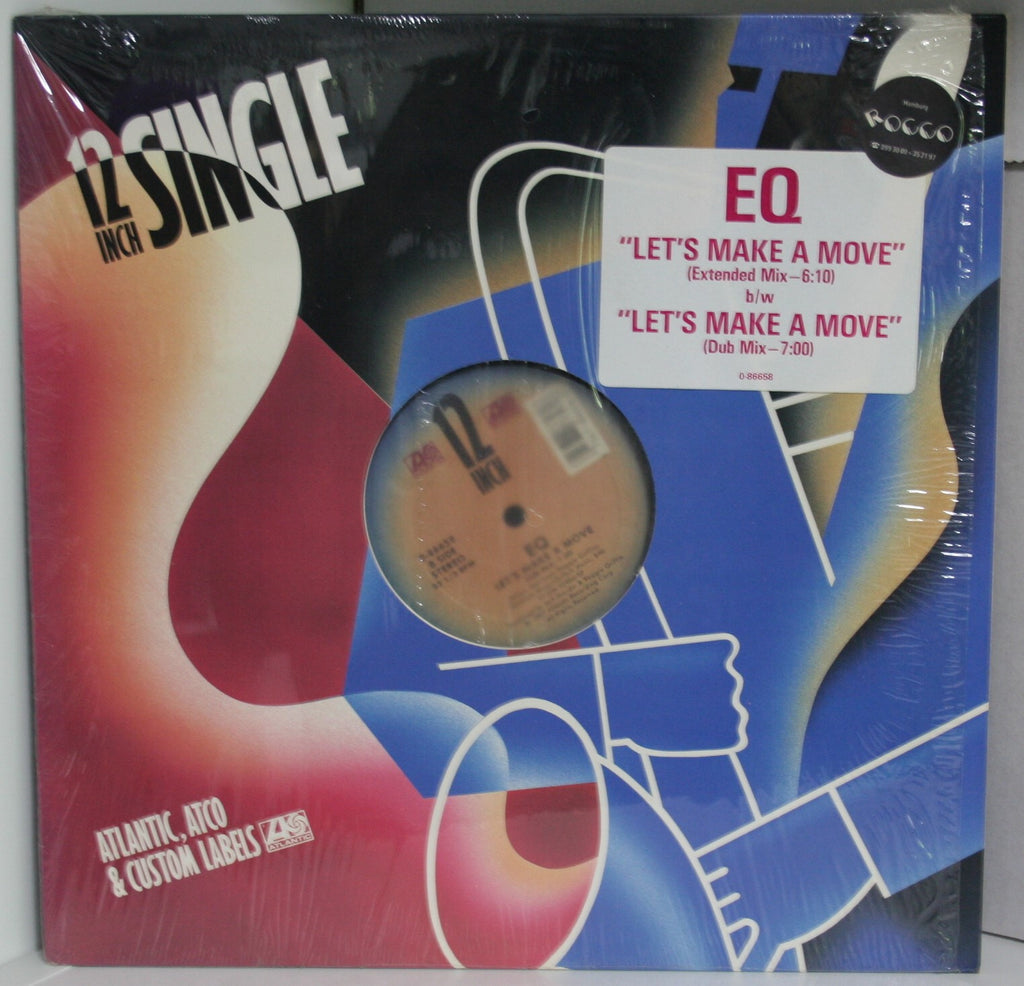 12 SINGLE
INCH
Hamburg
ROCCO
EQ
"LET'S MAKE A MOVE"
(Extended Mix—6:10)
b/w
"LET'S MAKE A MOVE"
(Dub Mix—7:00)
0-86658
12
INCH
EQ
LET'S MAKE A MOVE
ATLANTIC, ATCO
& CUSTOM LABELS
ATLANTIC